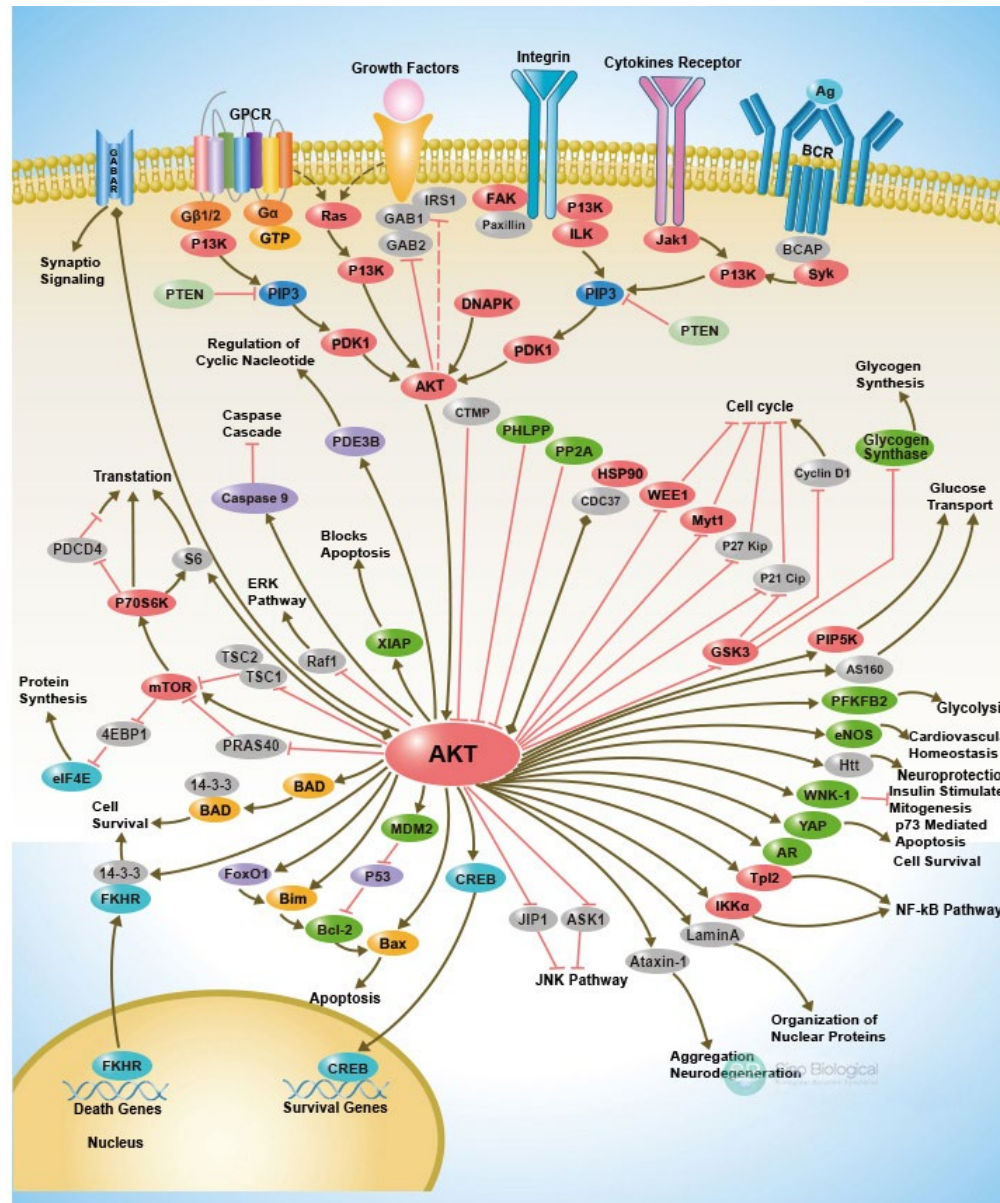 Growth Factors
Integrin
Cytokines Receptor
Ag
GPCR
BCR
GABAR
IRS1
GAB1
GAB2
FAK
Paxillin
P13K
ILK
Gβ1/2
Gα
GTP
P13K
Ras
Jak1
BCAP
Syk
P13K
P13K
Synaptio
Signaling
PTEN
PIP3
DNAPK
PIP3
PTEN
pDK1
pDK1
AKT
Regulation of
Cyclic Nacleotide
Glycogen
Synthesis
Caspase
Cascade
PDE3B
CTMP
PHLPP
PP2A
HSP90
CDC37
Cell cycle
WEE1
Myt1
P27 Kip
P21 Cip
Cyclin D1
Glycogen
Synthase
Glucose
Transport
Transtation
Caspase 9
PDCD4
S6
Blocks
Apoptosis
P70S6K
ERK
Pathway
XIAP
Raf1
GSK3
PIP5K
AS160
TSC2
TSC1
Protein
Synthesis
mTOR
PFKFB2
Glycolysi
4EBP1
PRAS40
AKT
eNOS
Cardiovascula
Homeostasis
eIF4E
Htt
Neuroprotection
14-3-3
BAD
BAD
WNK-1
Insulin Stimulate
Mitogenesis
Cell
Survival
MDM2
YAP
p73 Mediated
Apoptosis
AR
Cell Survival
14-3-3
FKHR
FoxO1
P53
CREB
Tpl2
Bim
IKKα
NF-kB Pathway
Bcl-2
Bax
JIP1
ASK1
LaminA
Ataxin-1
JNK Pathway
Apoptosis
Organization of
Nuclear Proteins
Aggregation
Neurodegeneration
Sino Biological
FKHR
CREB
Death Genes
Survival Genes
Nucleus